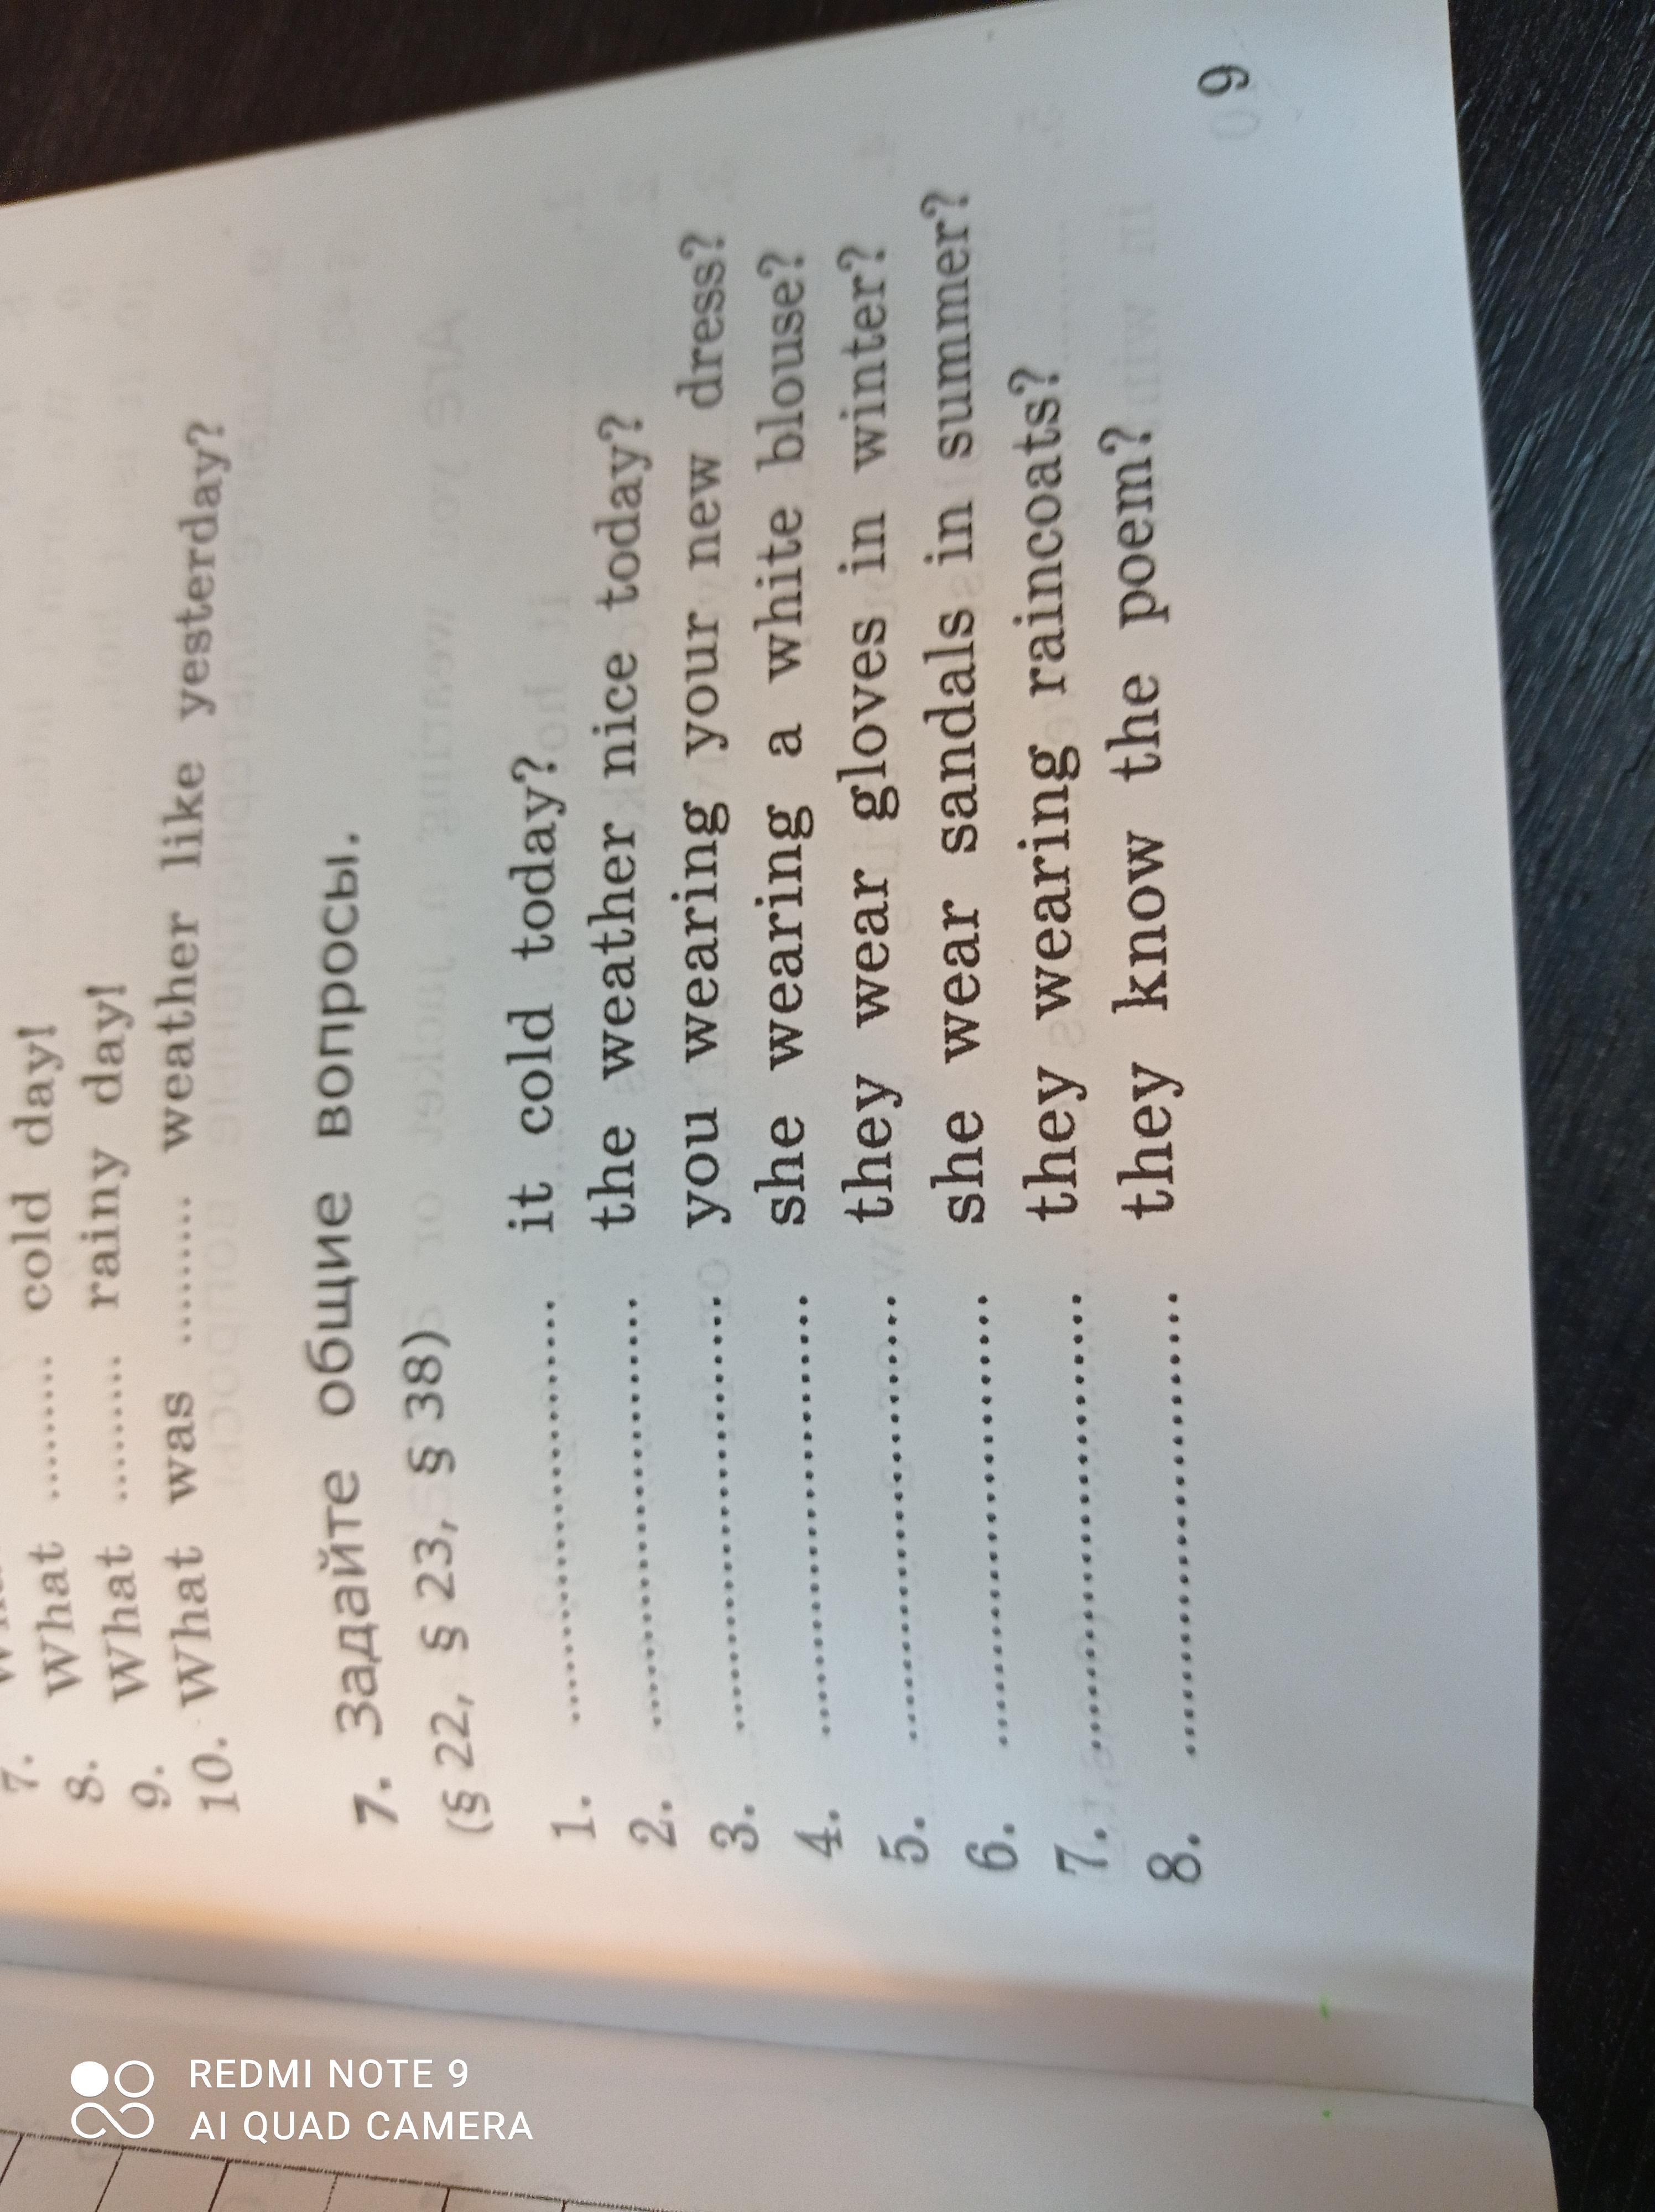 7. What .......... cold day!
8. What .......... rainy day!
9.
10. What was .......... weather like yesterday?
7. Задайте общие вопросы.
(§ 22, § 23, § 38)
1. .............................. it cold today?
2. .............................. the weather nice today?
3. .............................. you wearing your new dress?
4. .............................. she wearing a white blouse?
5. .............................. they wear gloves in winter?
6. .............................. she wear sandals in summer?
7. .............................. they wearing raincoats?
8. .............................. they know the poem?
9
REDMI NOTE 9
AI QUAD CAMERA